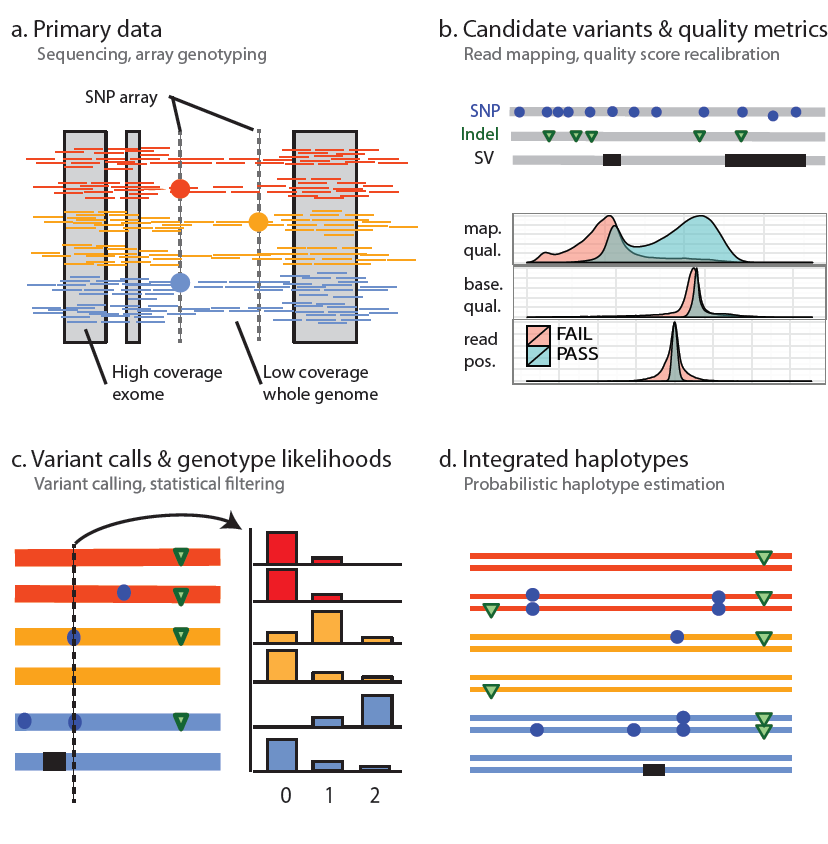 a. Primary data
Sequencing, array genotyping
SNP array
High coverage
exome
Low coverage
whole genome
b. Candidate variants & quality metrics
Read mapping, quality score recalibration
SNP
Indel
SV
map.
qual.
base.
qual.
read
pos.
FAIL
PASS
c. Variant calls & genotype likelihoods
Variant calling, statistical filtering
0 1 2
d. Integrated haplotypes
Probabilistic haplotype estimation